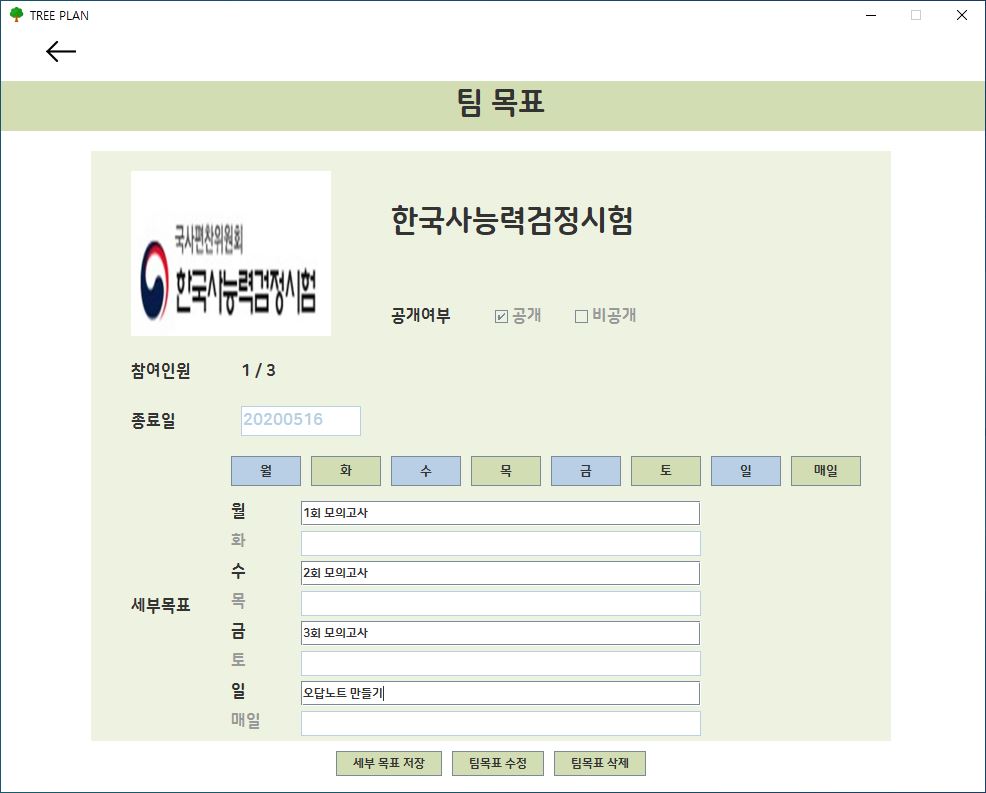 TREE PLAN
팀 목표
국사편찬위원회
한국사능력검정시험
한국사능력검정시험
공개여부 공개 비공개
참여인원 1 / 3
종료일 20200516
월 화 수 목 금 토 일 매일
세부목표
월 1회 모의고사
화
수 2회 모의고사
목
금 3회 모의고사
토
일 오답노트 만들기
매일
세부 목표 저장 팀목표 수정 팀목표 삭제